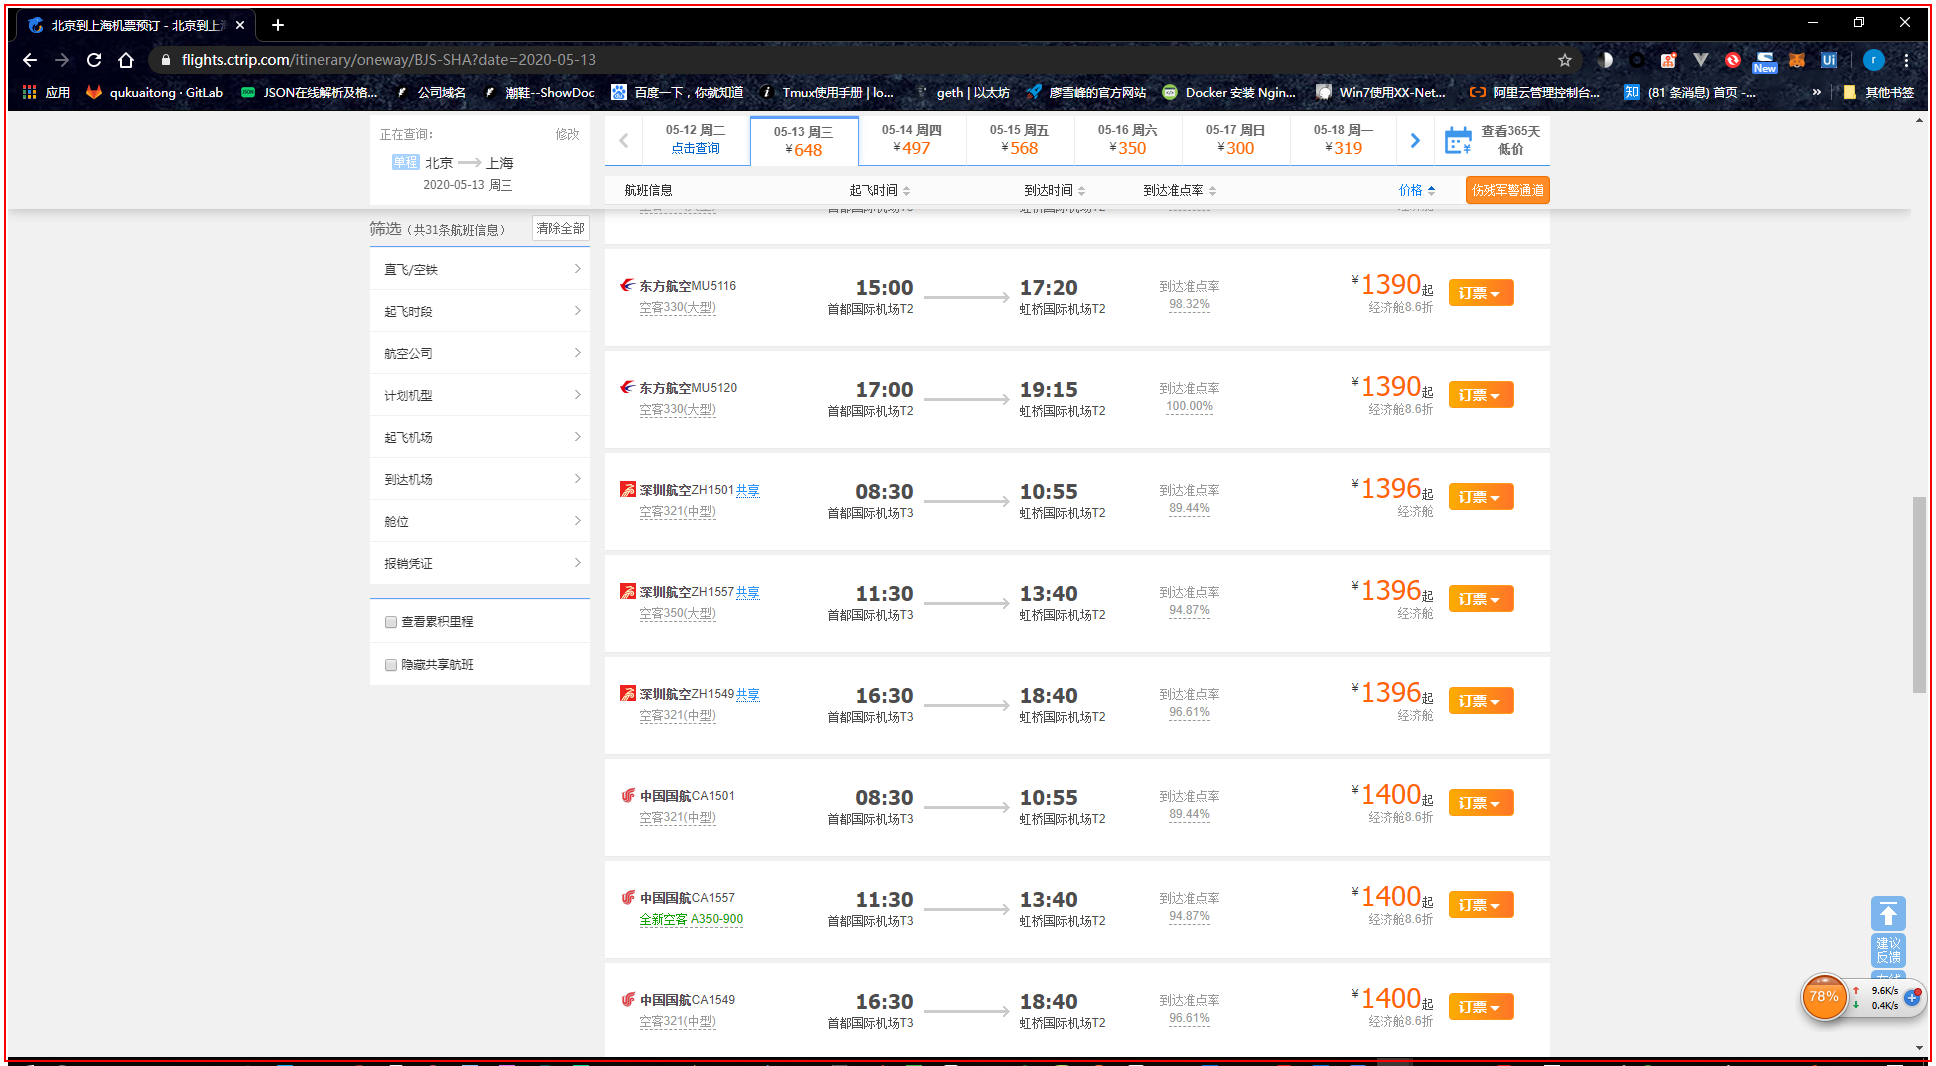 北京到上海机票预订 - 北京到上海
flights.ctrip.com/itinerary/oneway/BJS-SHA?date=2020-05-13
New
Ui
r
应用
qukuaitong · GitLab
JSON在线解析及格...
公司域名
潮鞋--ShowDoc
百度一下，你就知道
Tmux使用手册 | lo...
geth | 以太坊
廖雪峰的官方网站
Docker 安装 Ngin...
Win7使用XX-Net...
阿里云管理控制台...
知 (81 条消息) 首页 -...
»
其他书签
正在查询:
修改
单程 北京 上海
2020-05-13 周三
05-12 周二
点击查询
05-13 周三
¥648
05-14 周四
¥497
05-15 周五
¥568
05-16 周六
¥350
05-17 周日
¥300
05-18 周一
¥319
查看365天
低价
航班信息 起飞时间 到达时间 到达准点率 价格 伤残军警通道
筛选（共31条航班信息） 清除全部
直飞/空铁
起飞时段
航空公司
计划机型
起飞机场
到达机场
舱位
报销凭证
查看累积里程
隐藏共享航班
首都国际机场T3 虹桥国际机场T2 经济舱
东方航空MU5116 15:00 17:20 到达准点率 ¥1390起 订票
空客330(大型) 首都国际机场T2 虹桥国际机场T2 98.32% 经济舱8.6折
东方航空MU5120 17:00 19:15 到达准点率 ¥1390起 订票
空客330(大型) 首都国际机场T2 虹桥国际机场T2 100.00% 经济舱8.6折
深圳航空ZH1501共享 08:30 10:55 到达准点率 ¥1396起 订票
空客321(中型) 首都国际机场T3 虹桥国际机场T2 89.44% 经济舱
深圳航空ZH1557共享 11:30 13:40 到达准点率 ¥1396起 订票
空客350(大型) 首都国际机场T3 虹桥国际机场T2 94.87% 经济舱
深圳航空ZH1549共享 16:30 18:40 到达准点率 ¥1396起 订票
空客321(中型) 首都国际机场T3 虹桥国际机场T2 96.61% 经济舱
中国国航CA1501 08:30 10:55 到达准点率 ¥1400起 订票
空客321(中型) 首都国际机场T3 虹桥国际机场T2 89.44% 经济舱8.6折
中国国航CA1557 11:30 13:40 到达准点率 ¥1400起 订票
全新空客 A350-900 首都国际机场T3 虹桥国际机场T2 94.87% 经济舱8.6折
中国国航CA1549 16:30 18:40 到达准点率 ¥1400起 订票
空客321(中型) 首都国际机场T3 虹桥国际机场T2 96.61% 经济舱8.6折
建议
反馈
78%
9.6K/s
0.4K/s